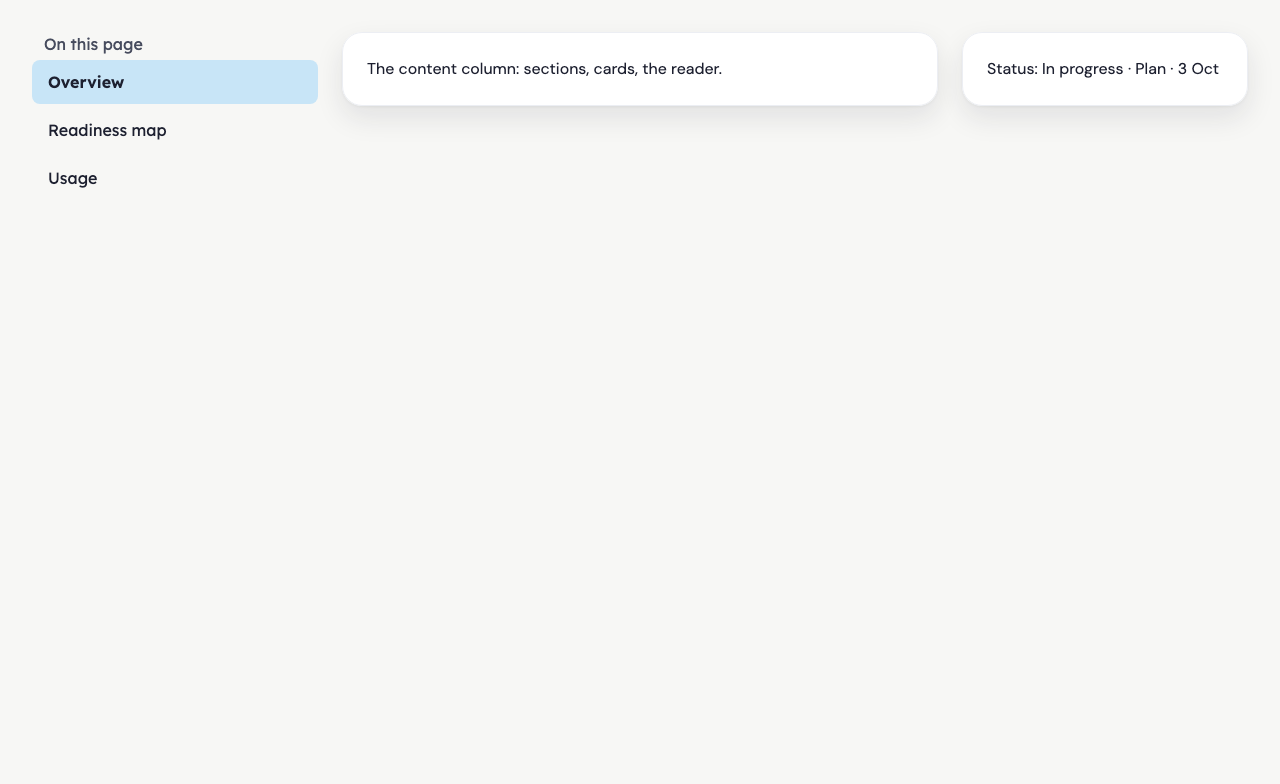 On this page
Overview
Readiness map
Usage
The content column: sections, cards, the reader.
Status: In progress · Plan · 3 Oct